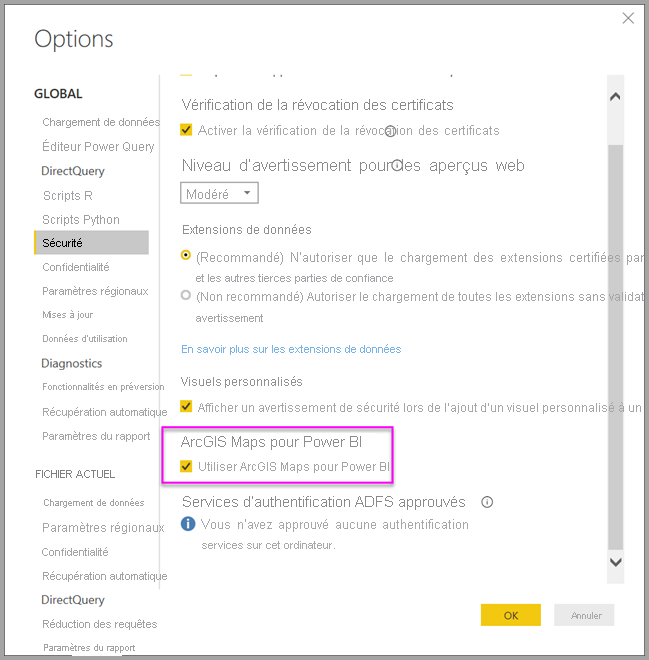 Options
GLOBAL
Chargement de données
Éditeur Power Query
DirectQuery
Scripts R
Scripts Python
Sécurité
Confidentialité
Paramètres régionaux
Mises à jour
Données d'utilisation
Diagnostics
Fonctionnalités en préversion
Récupération automatique
Paramètres du rapport
FICHIER ACTUEL
Chargement de données
Paramètres régionaux
Confidentialité
Récupération automatique
DirectQuery
Réduction des requêtes
Paramètres du rapport
Vérification de la révocation des certificats
Activer la vérification de la révocation des certificats
Niveau d'avertissement pour des aperçus web
Modéré
Extensions de données
(Recommandé) N'autoriser que le chargement des extensions certifiées par
et les autres tierces parties de confiance
(Non recommandé) Autoriser le chargement de toutes les extensions sans validat
avertissement
En savoir plus sur les extensions de données
Visuels personnalisés
Afficher un avertissement de sécurité lors de l'ajout d'un visuel personnalisé à un
ArcGIS Maps pour Power BI
Utiliser ArcGIS Maps pour Power BI
Services d'authentification ADFS approuvés
Vous n'avez approuvé aucune authentification
services sur cet ordinateur.
OK
Annuler